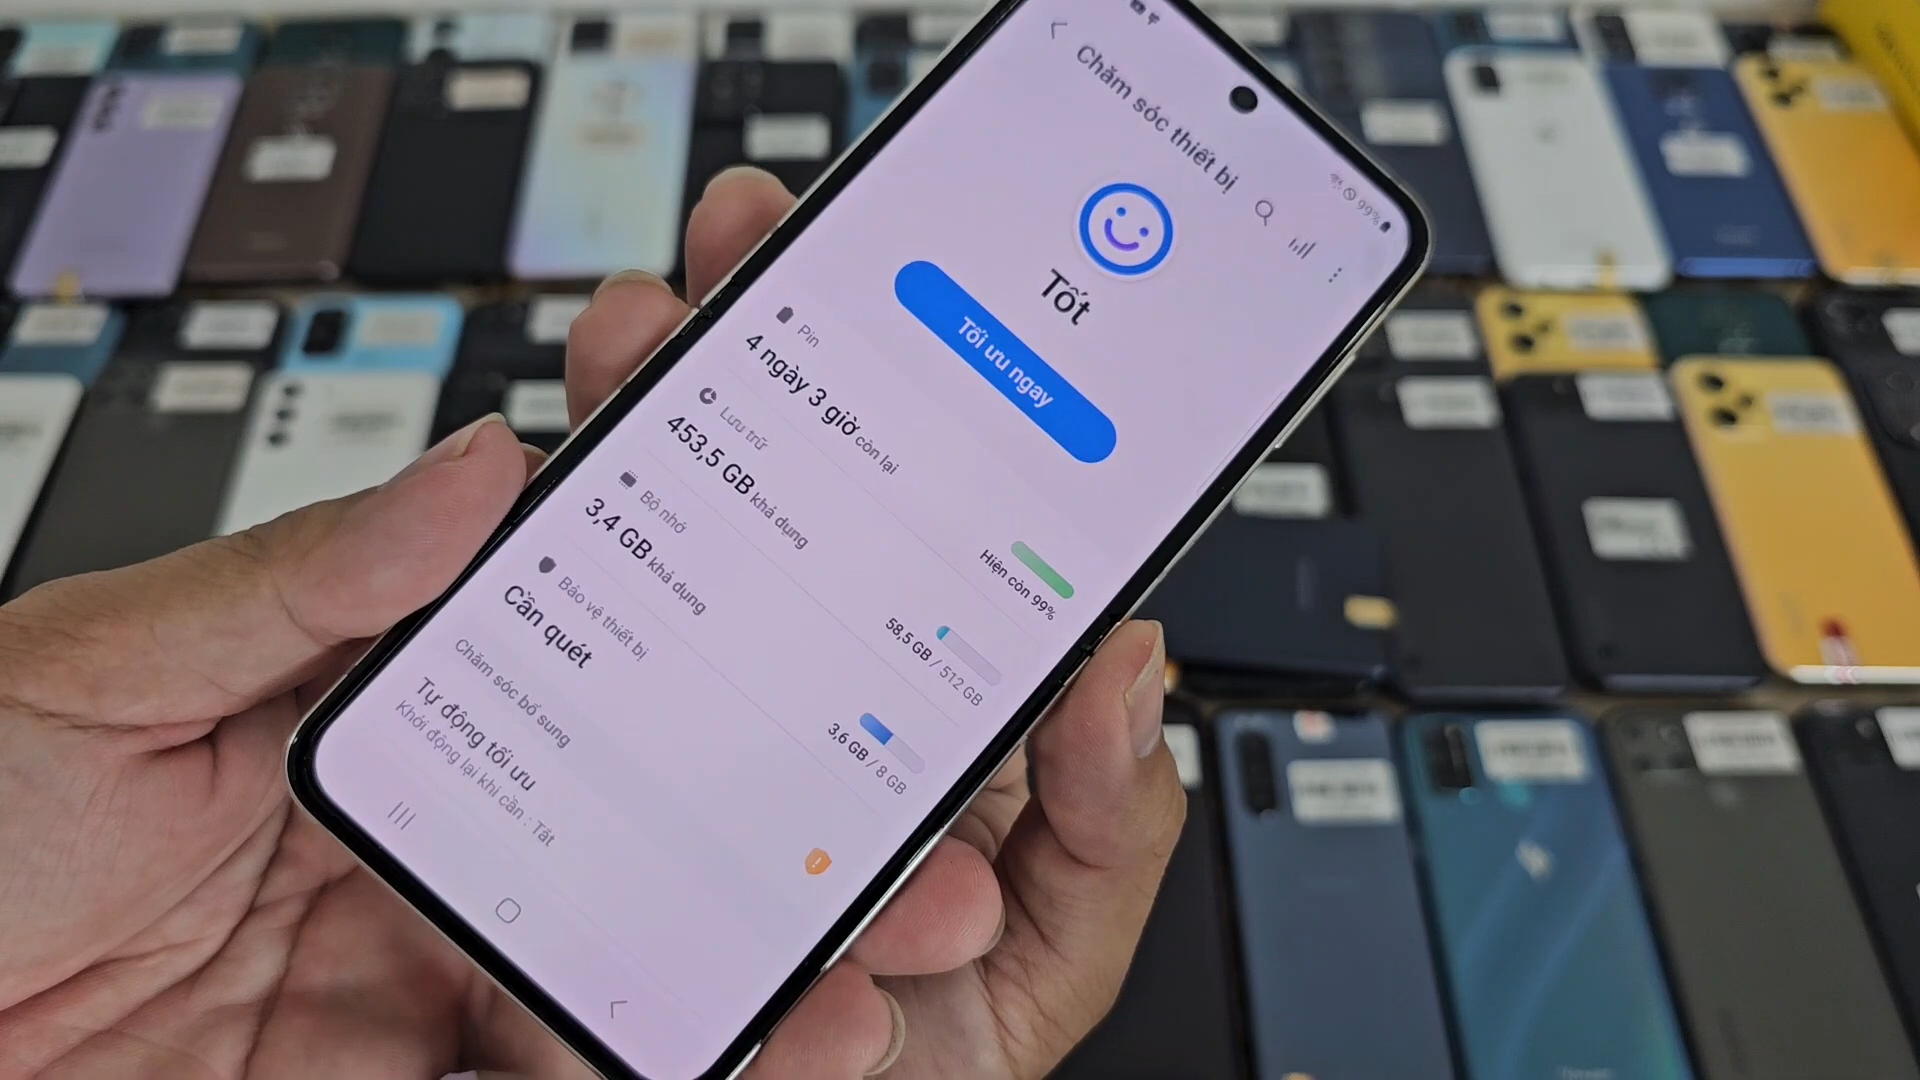 99%
Chăm sóc thiết bị
Tốt
Tối ưu ngay
Pin
4 ngày 3 giờ còn lại
Hiện còn 99%
Lưu trữ
453,5 GB khả dụng
58,5 GB / 512 GB
Bộ nhớ
3,4 GB khả dụng
3,6 GB / 8 GB
Bảo vệ thiết bị
Cần quét
Chăm sóc bổ sung
Tự động tối ưu
Khởi động lại khi cần : Tắt